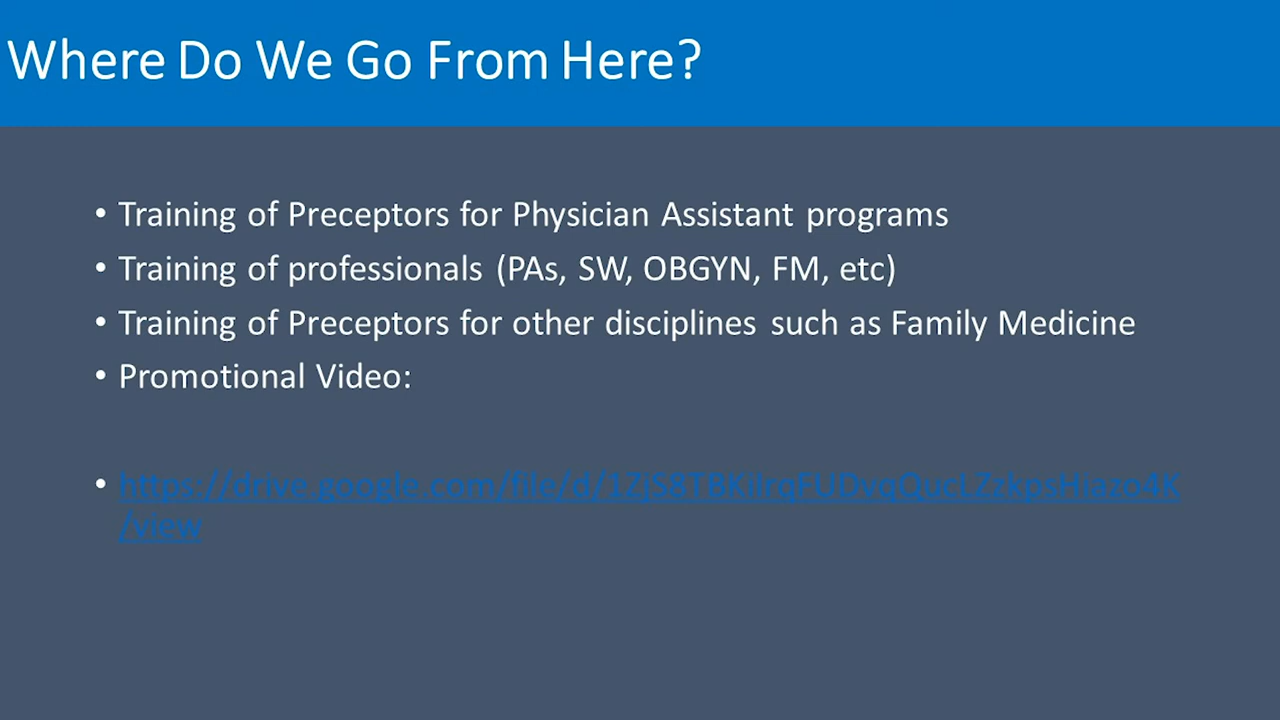 Where Do We Go From Here?
• Training of Preceptors for Physician Assistant programs
• Training of professionals (PAs, SW, OBGYN, FM, etc)
• Training of Preceptors for other disciplines such as Family Medicine
• Promotional Video:
• https://drive.google.com/file/d/1ZjS8TBKiIrqFUDvqQucLZzkpsHiazo4K
/view